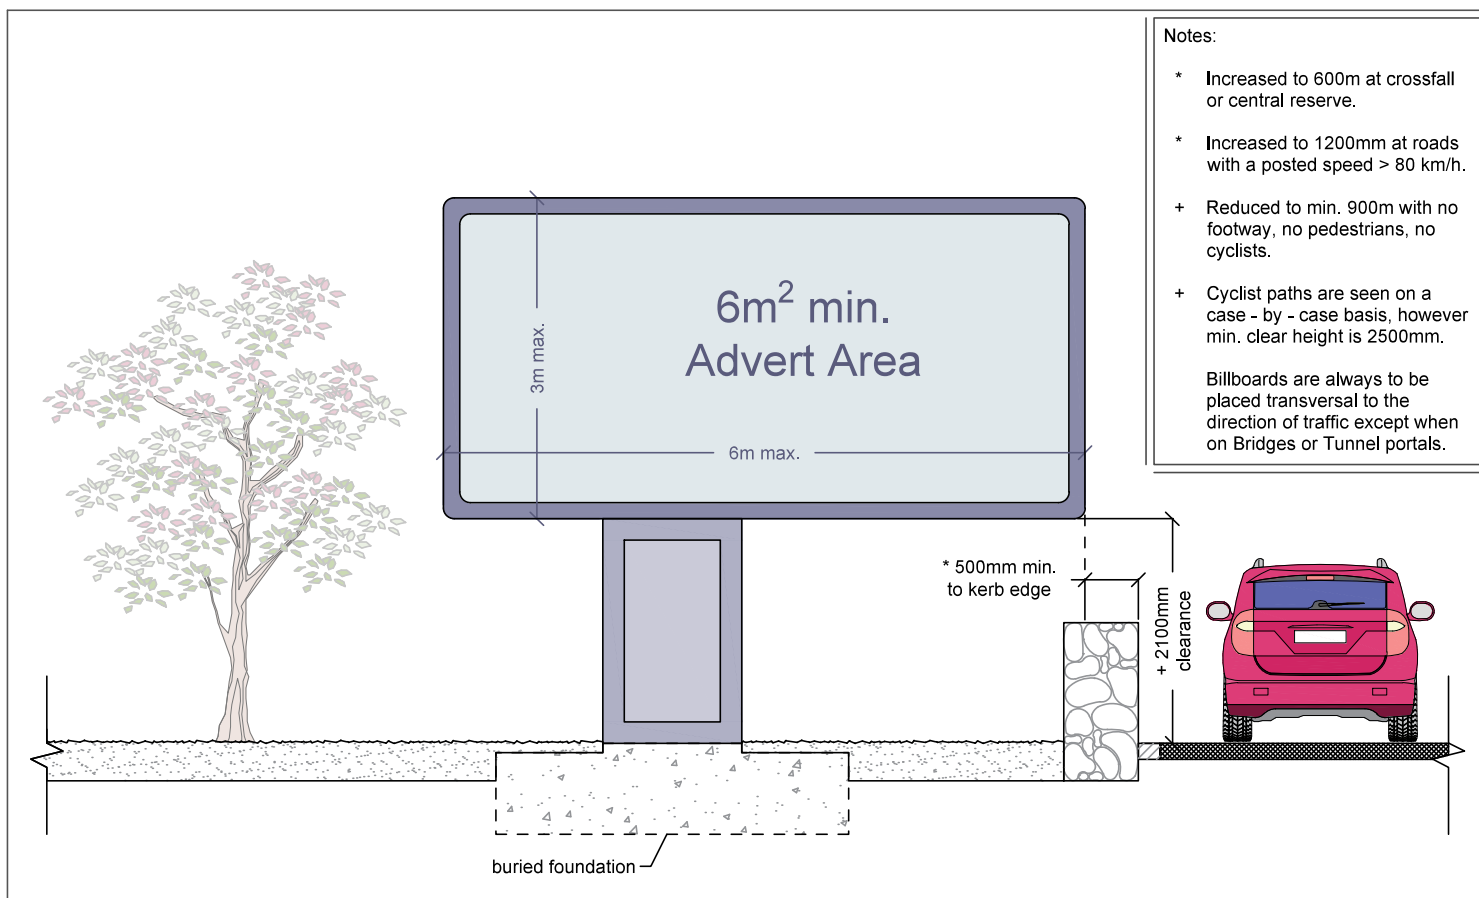 Notes:
* Increased to 600m at crossfall
or central reserve.
* Increased to 1200mm at roads
with a posted speed > 80 km/h.
+ Reduced to min. 900m with no
footway, no pedestrians, no
cyclists.
+ Cyclist paths are seen on a
case - by - case basis, however
min. clear height is 2500mm.
Billboards are always to be
placed transversal to the
direction of traffic except when
on Bridges or Tunnel portals.
6m² min.
Advert Area
3m max.
6m max.
* 500mm min.
to kerb edge
+ 2100mm
clearance
buried foundation